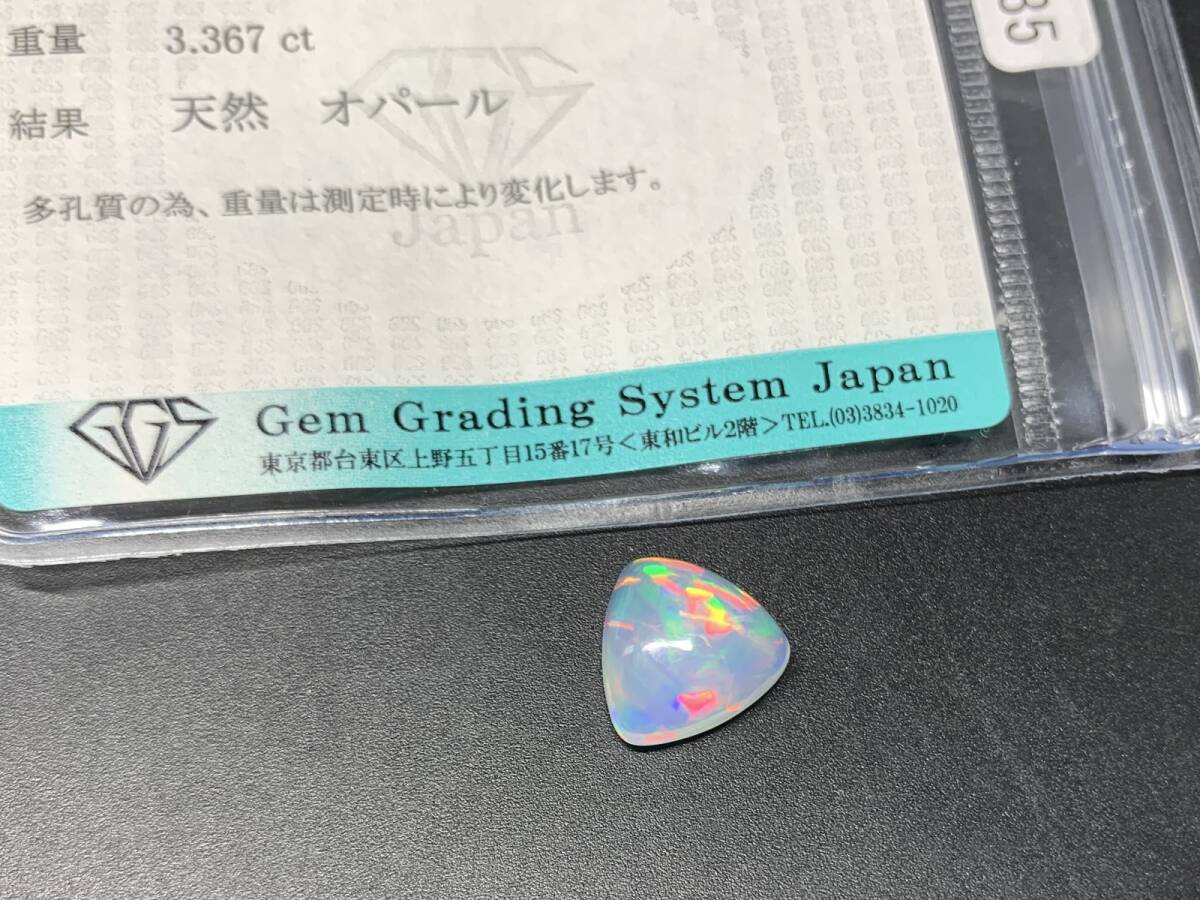 重量 3.367 ct
結果 天然 オパール
多孔質の為、重量は測定時により変化します。
GGS
Japan
GGS
Gem Grading System Japan
東京都台東区上野五丁目15番17号＜東和ビル2階＞TEL.(03)3834-1020
35